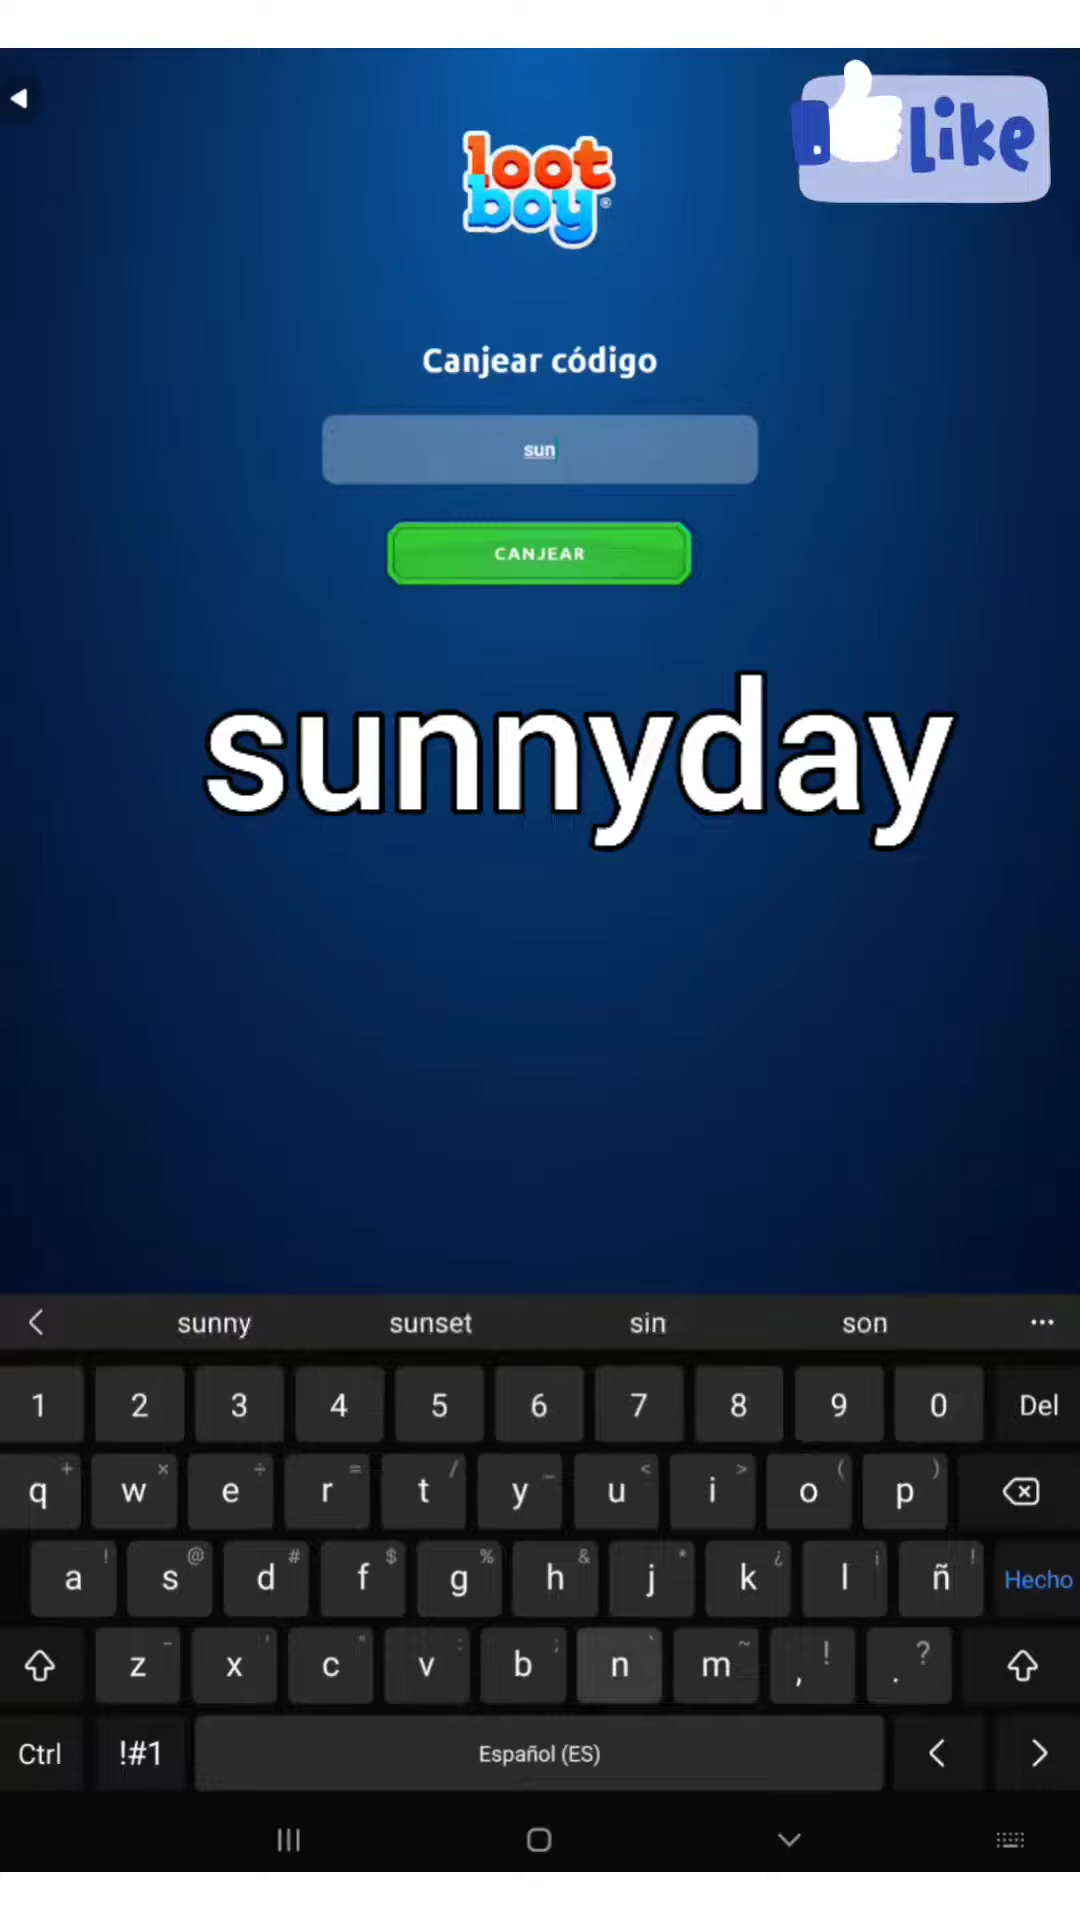 Like
loot
boy®
Canjear código
sun
CANJEAR
sunnyday
sunny sunset sin son ...
1 2 3 4 5 6 7 8 9 0 Del
q + w × e ÷ r = t / y _ u < i > o ( p )
a ! s @ d # f $ g % h & j * k ¿ l ¡ ñ ! Hecho
z - x ' c " v : b ; n ` m ~ , ! . ?
Ctrl !#1 Español (ES) < >